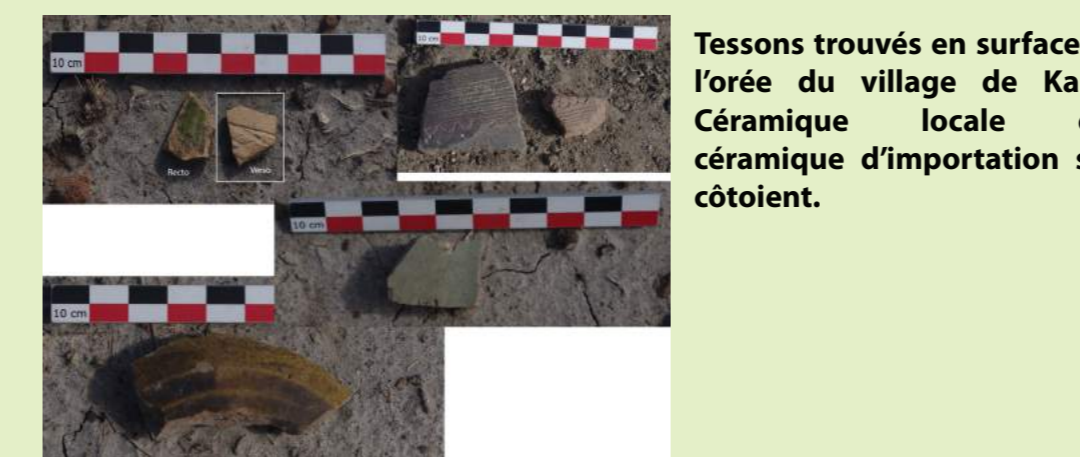 10 cm
10 cm
Recto
Verso
10 cm
10 cm
Tessons trouvés en surface
l'orée du village de
Céramique locale
céramique d'importation
côtoient.